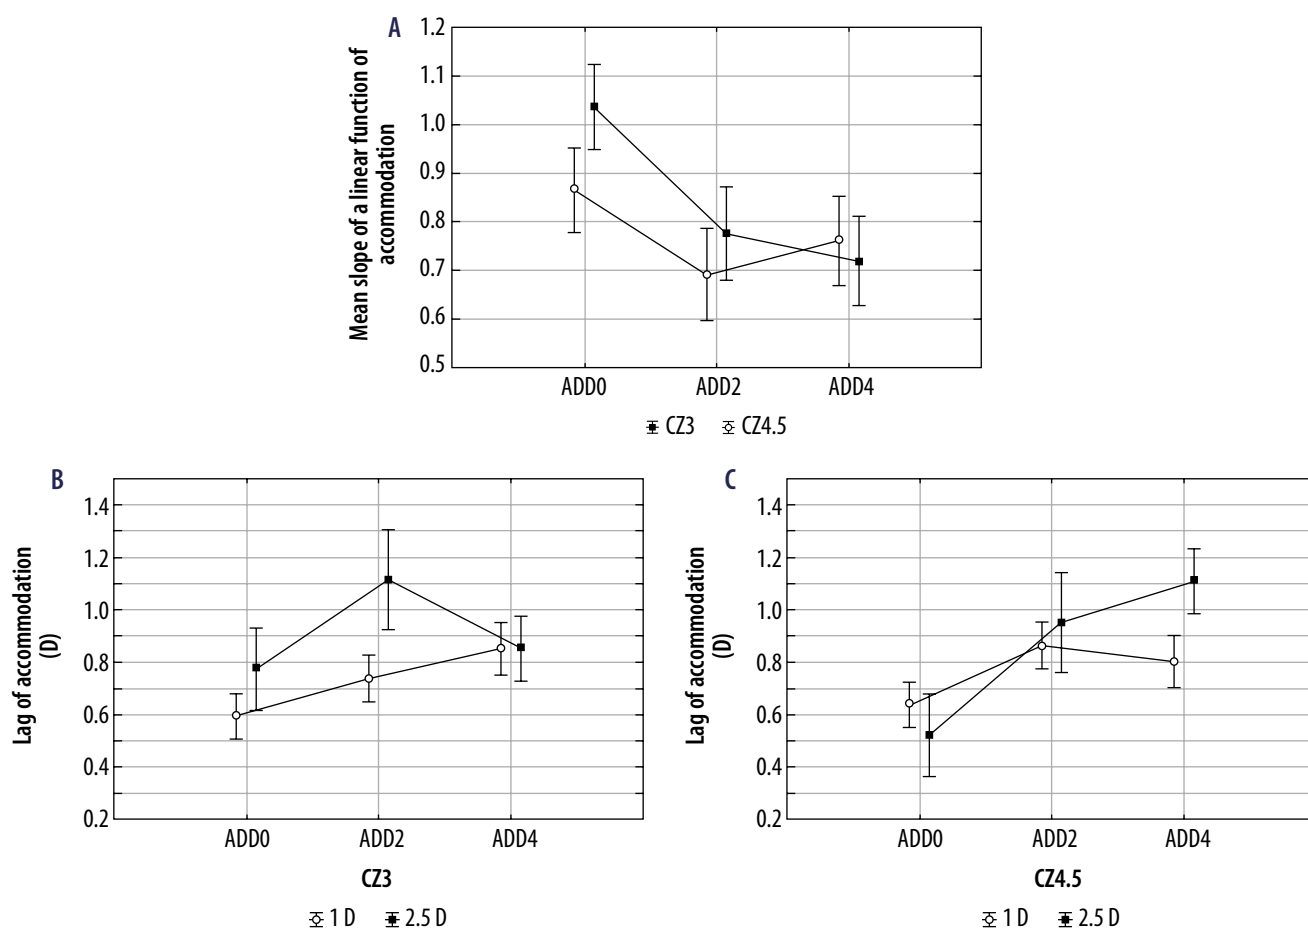 A
Mean slope of a linear function of
accommodation
1.2
1.1
1.0
0.9
0.8
0.7
0.6
0.5
ADD0 ADD2 ADD4
CZ3 CZ4.5
B
Lag of accommodation
(D)
1.4
1.2
1.0
0.8
0.6
0.4
0.2
ADD0 ADD2 ADD4
CZ3
1 D 2.5 D
C
Lag of accommodation
(D)
1.4
1.2
1.0
0.8
0.6
0.4
0.2
ADD0 ADD2 ADD4
CZ4.5
1 D 2.5 D